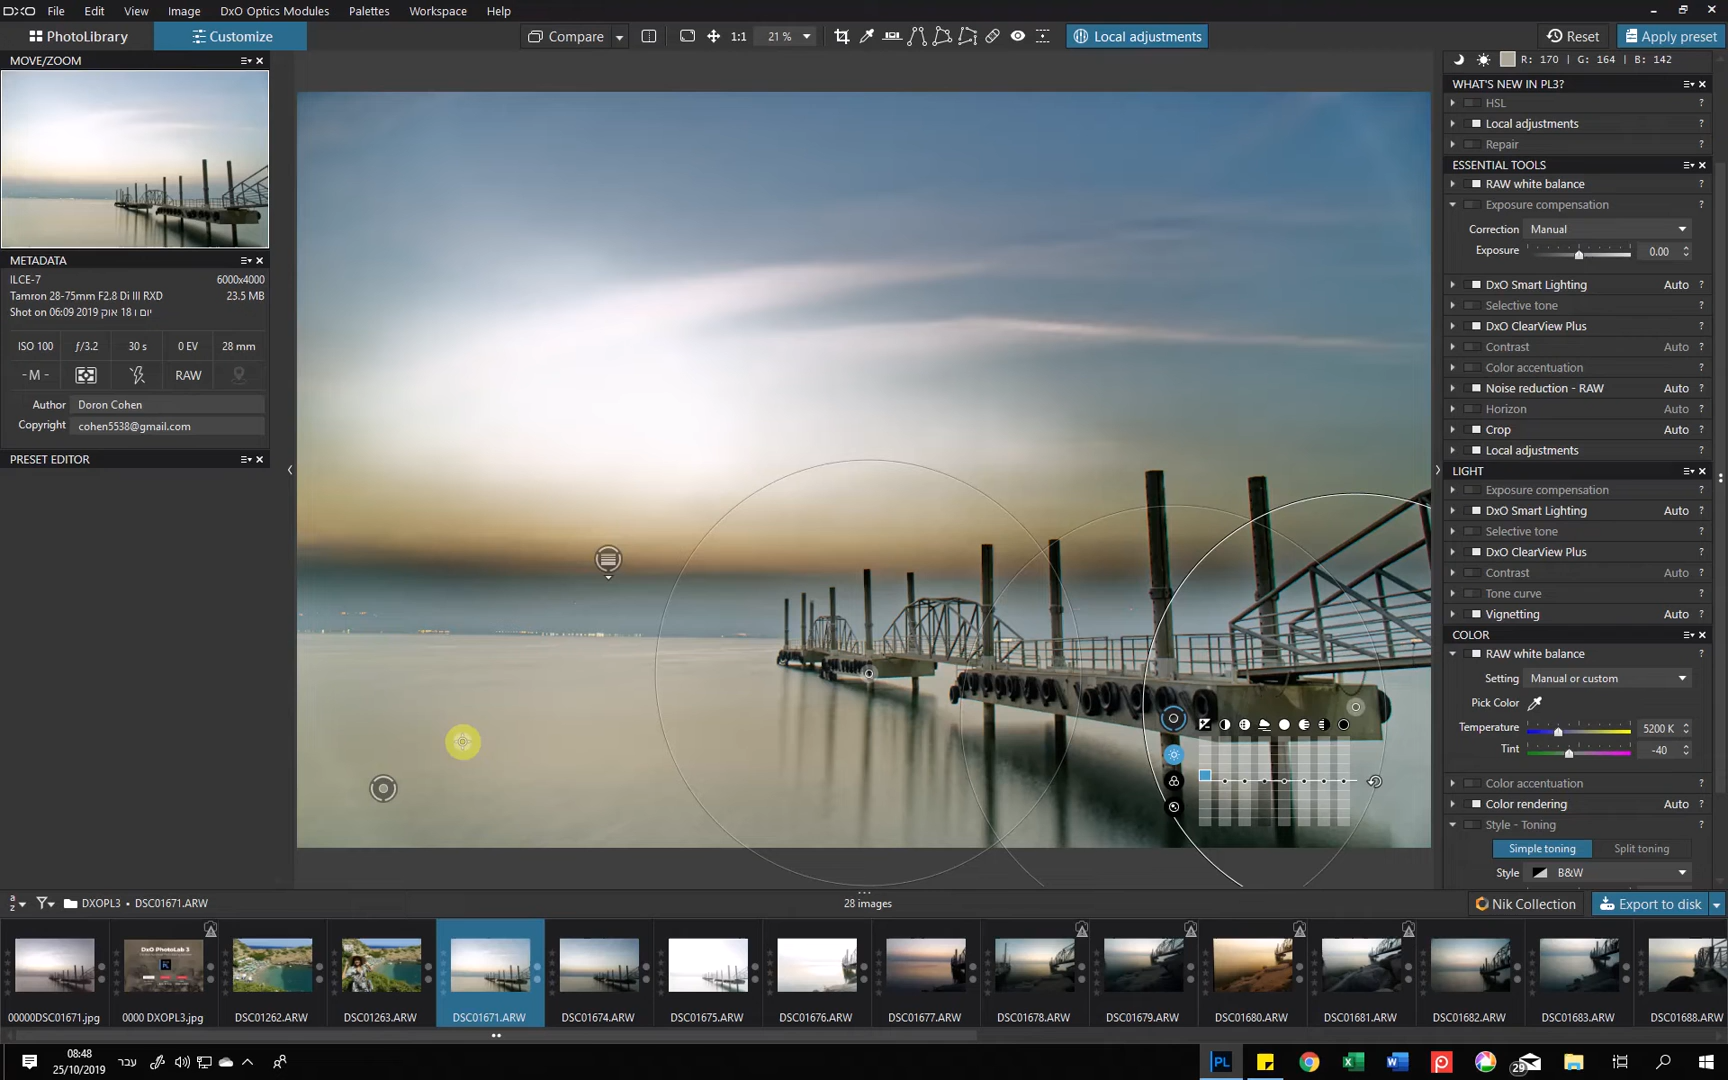 DXO File Edit View Image DxO Optics Modules Palettes Workspace Help
PhotoLibrary Customize Compare 1:1 21 % Local adjustments Reset Apply preset
MOVE/ZOOM
METADATA
ILCE-7 6000x4000
Tamron 28-75mm F2.8 Di III RXD 23.5 MB
Shot on 06:09 2019 יום ו 18 אוק
ISO 100 ƒ/3.2 30 s 0 EV 28 mm
- M - RAW
Author Doron Cohen
Copyright cohen5538@gmail.com
PRESET EDITOR
R: 170 | G: 164 | B: 142
WHAT'S NEW IN PL3?
HSL ?
Local adjustments ?
Repair ?
ESSENTIAL TOOLS
RAW white balance ?
Exposure compensation ?
Correction Manual
Exposure 0.00
DxO Smart Lighting Auto ?
Selective tone ?
DxO ClearView Plus ?
Contrast Auto ?
Color accentuation ?
Noise reduction - RAW Auto ?
Horizon ?
Crop Auto ?
Local adjustments ?
LIGHT
Exposure compensation ?
DxO Smart Lighting Auto ?
Selective tone ?
DxO ClearView Plus ?
Contrast Auto ?
Tone curve ?
Vignetting ?
COLOR
RAW white balance ?
Setting Manual or custom
Pick Color
Temperature 5200 K
Tint -40
Color accentuation ?
Color rendering Auto ?
Style - Toning ?
Simple toning Split toning
Style B&W
DXOPL3 • DSC01671.ARW 28 images Nik Collection Export to disk
DxO PhotoLab 3
00000DSC01671.jpg 0000 DXOPL3.jpg DSC01262.ARW DSC01263.ARW DSC01671.ARW DSC01674.ARW DSC01675.ARW DSC01676.ARW DSC01677.ARW DSC01678.ARW DSC01679.ARW DSC01680.ARW DSC01681.ARW DSC01682.ARW DSC01683.ARW DSC01688.ARW
08:48
25/10/2019
עבר
PL
29